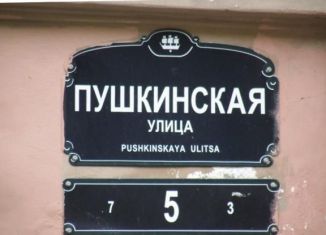 ПУШКИНСКАЯ
УЛИЦА
PUSHKINSKAYA ULITSA
7 5 3